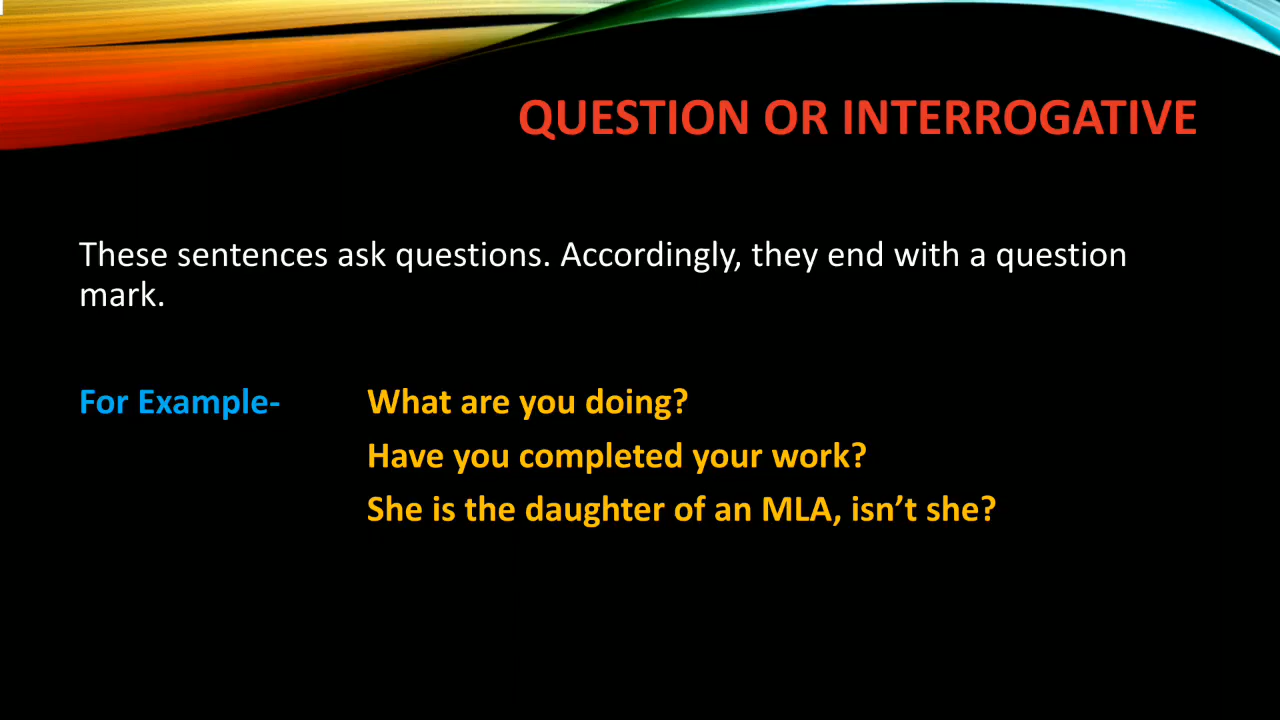 QUESTION OR INTERROGATIVE
These sentences ask questions. Accordingly, they end with a question
mark.
For Example- What are you doing?
Have you completed your work?
She is the daughter of an MLA, isn’t she?